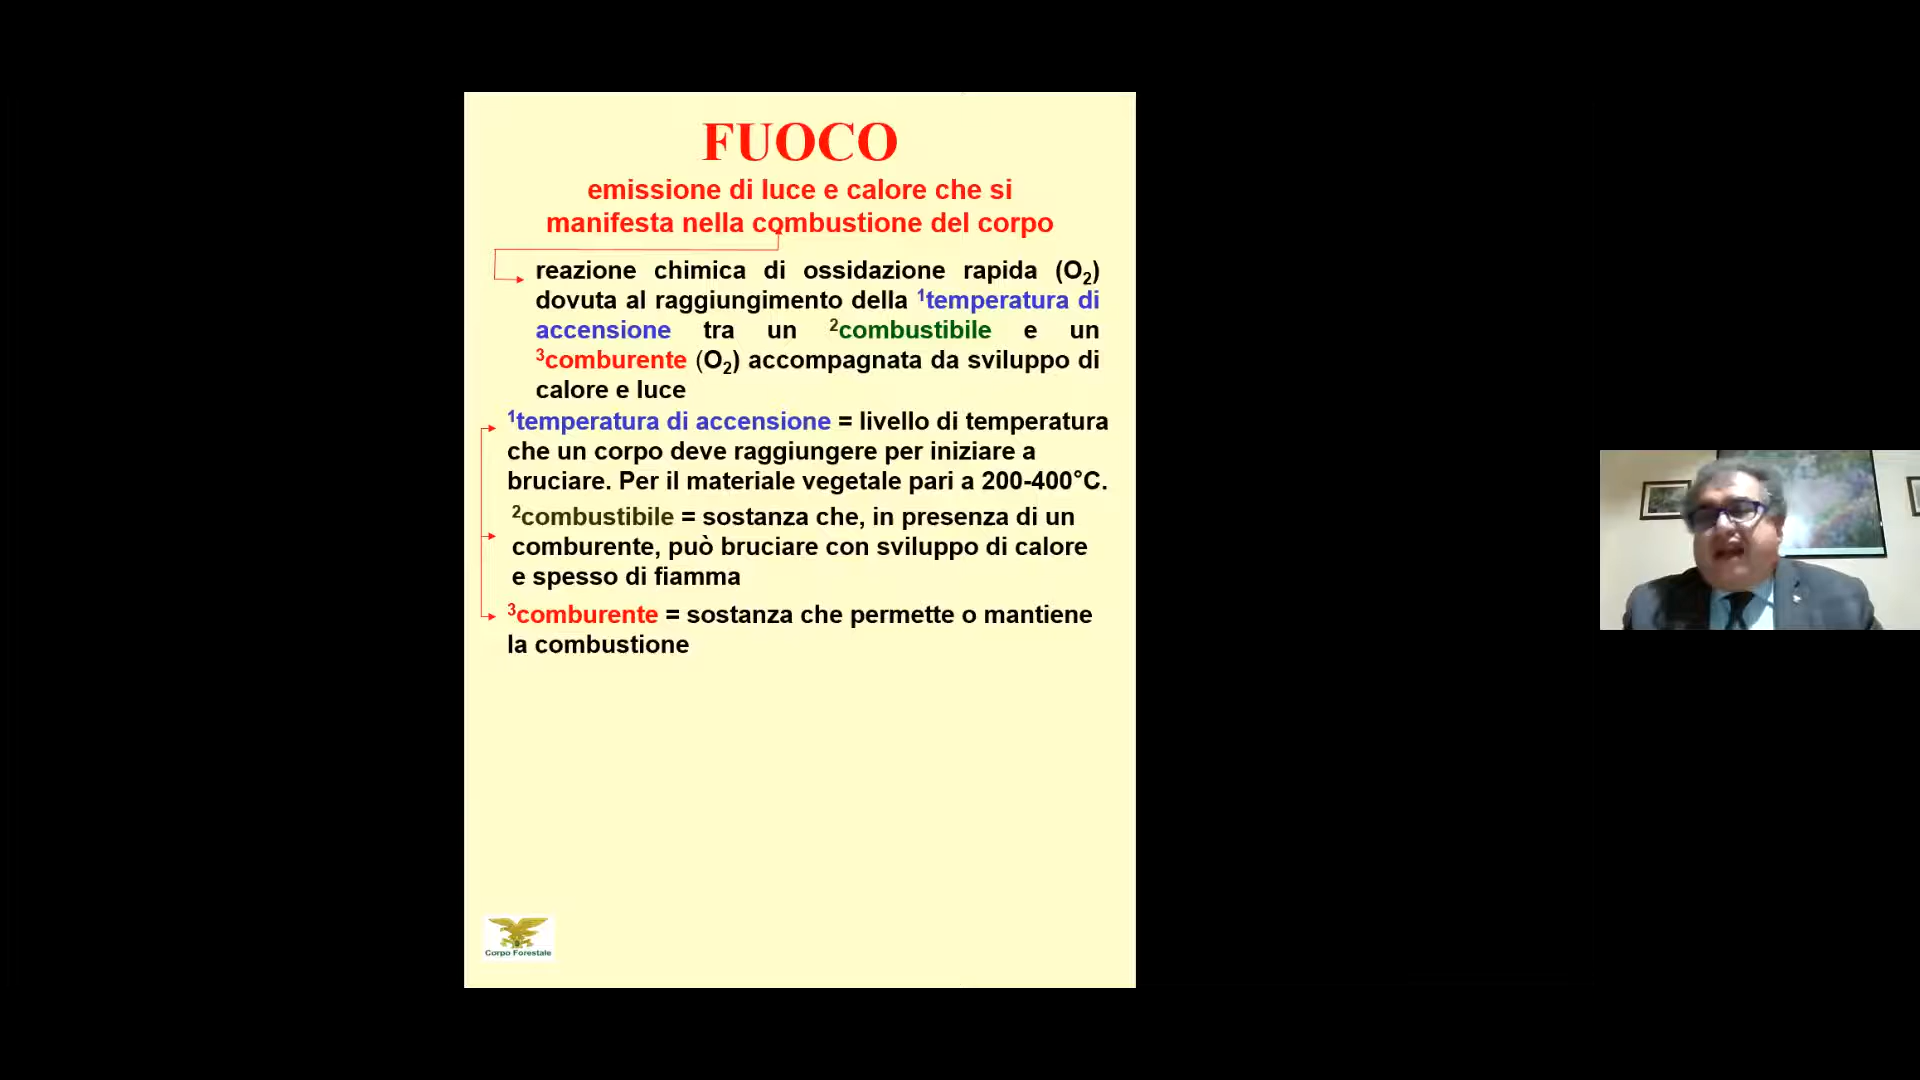 FUOCO
emissione di luce e calore che si
manifesta nella combustione del corpo
reazione chimica di ossidazione rapida (O₂)
dovuta al raggiungimento della ¹temperatura di
accensione tra un ²combustibile e un
³comburente (O₂) accompagnata da sviluppo di
calore e luce
¹temperatura di accensione = livello di temperatura
che un corpo deve raggiungere per iniziare a
bruciare. Per il materiale vegetale pari a 200-400°C.
²combustibile = sostanza che, in presenza di un
comburente, può bruciare con sviluppo di calore
e spesso di fiamma
³comburente = sostanza che permette o mantiene
la combustione
Corpo Forestale